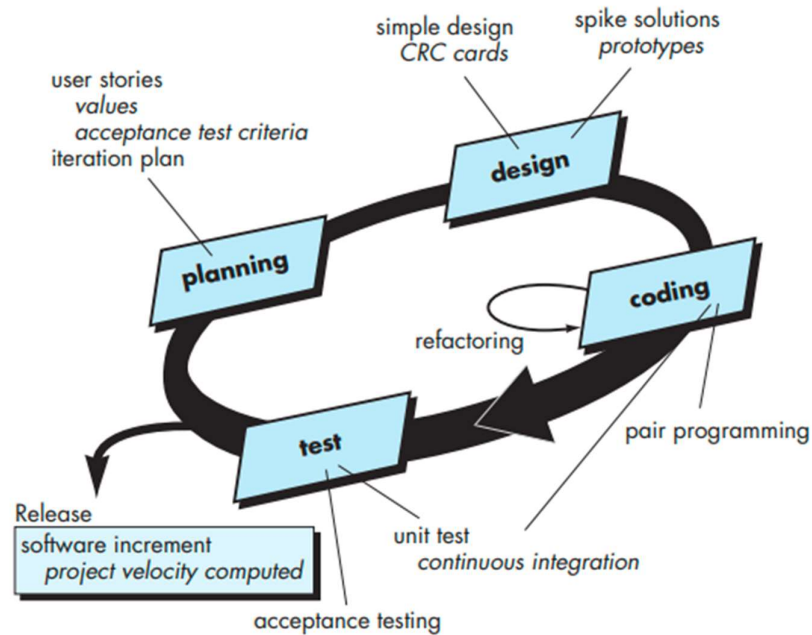 simple design
CRC cards
spike solutions
prototypes
user stories
values
acceptance test criteria
iteration plan
design
planning
coding
refactoring
pair programming
test
Release
software increment
project velocity computed
unit test
continuous integration
acceptance testing